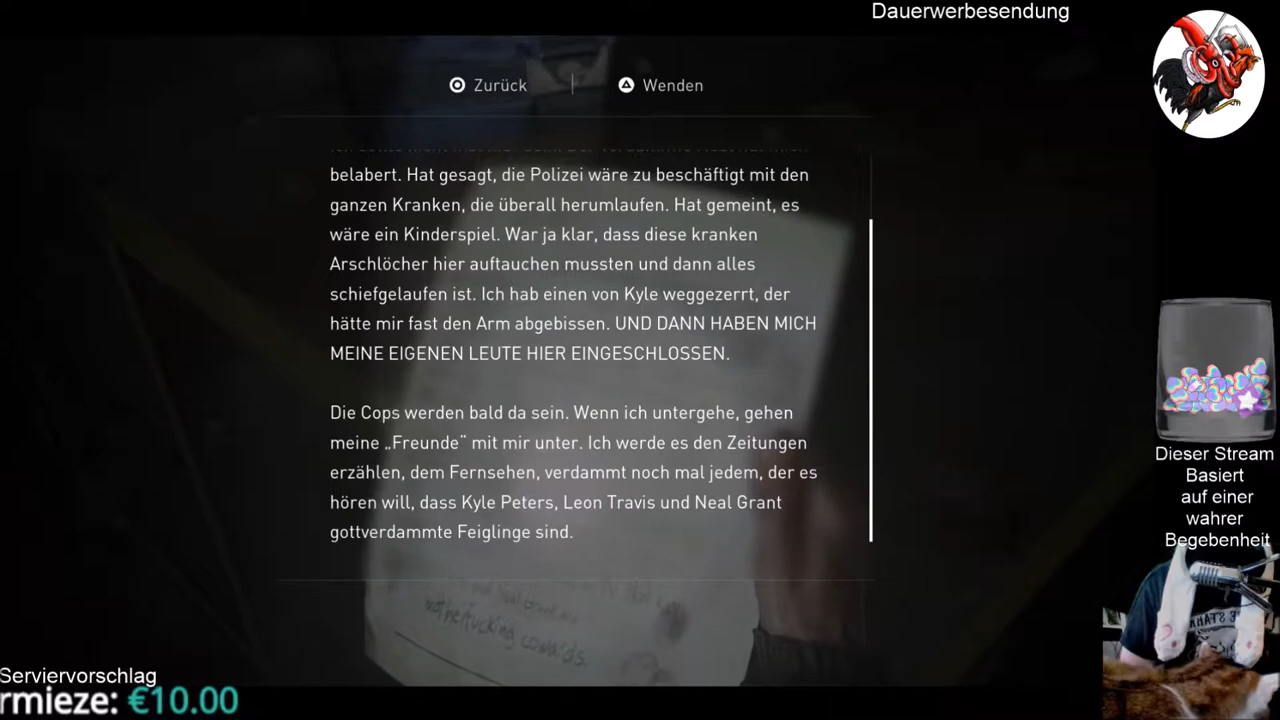 Dauerwerbesendung
Zurück
Wenden
belabert. Hat gesagt, die Polizei wäre zu beschäftigt mit den
ganzen Kranken, die überall herumlaufen. Hat gemeint, es
wäre ein Kinderspiel. War ja klar, dass diese kranken
Arschlöcher hier auftauchen mussten und dann alles
schiefgelaufen ist. Ich hab einen von Kyle weggezerrt, der
hätte mir fast den Arm abgebissen. UND DANN HABEN MICH
MEINE EIGENEN LEUTE HIER EINGESCHLOSSEN.
Die Cops werden bald da sein. Wenn ich untergehe, gehen
meine „Freunde" mit mir unter. Ich werde es den Zeitungen
erzählen, dem Fernsehen, verdammt noch mal jedem, der es
hören will, dass Kyle Peters, Leon Travis und Neal Grant
gottverdammte Feiglinge sind.
motherfucking cowards.
Dieser Stream
Basiert
auf einer
wahrer
Begebenheit
Serviervorschlag
rmieze: €10.00